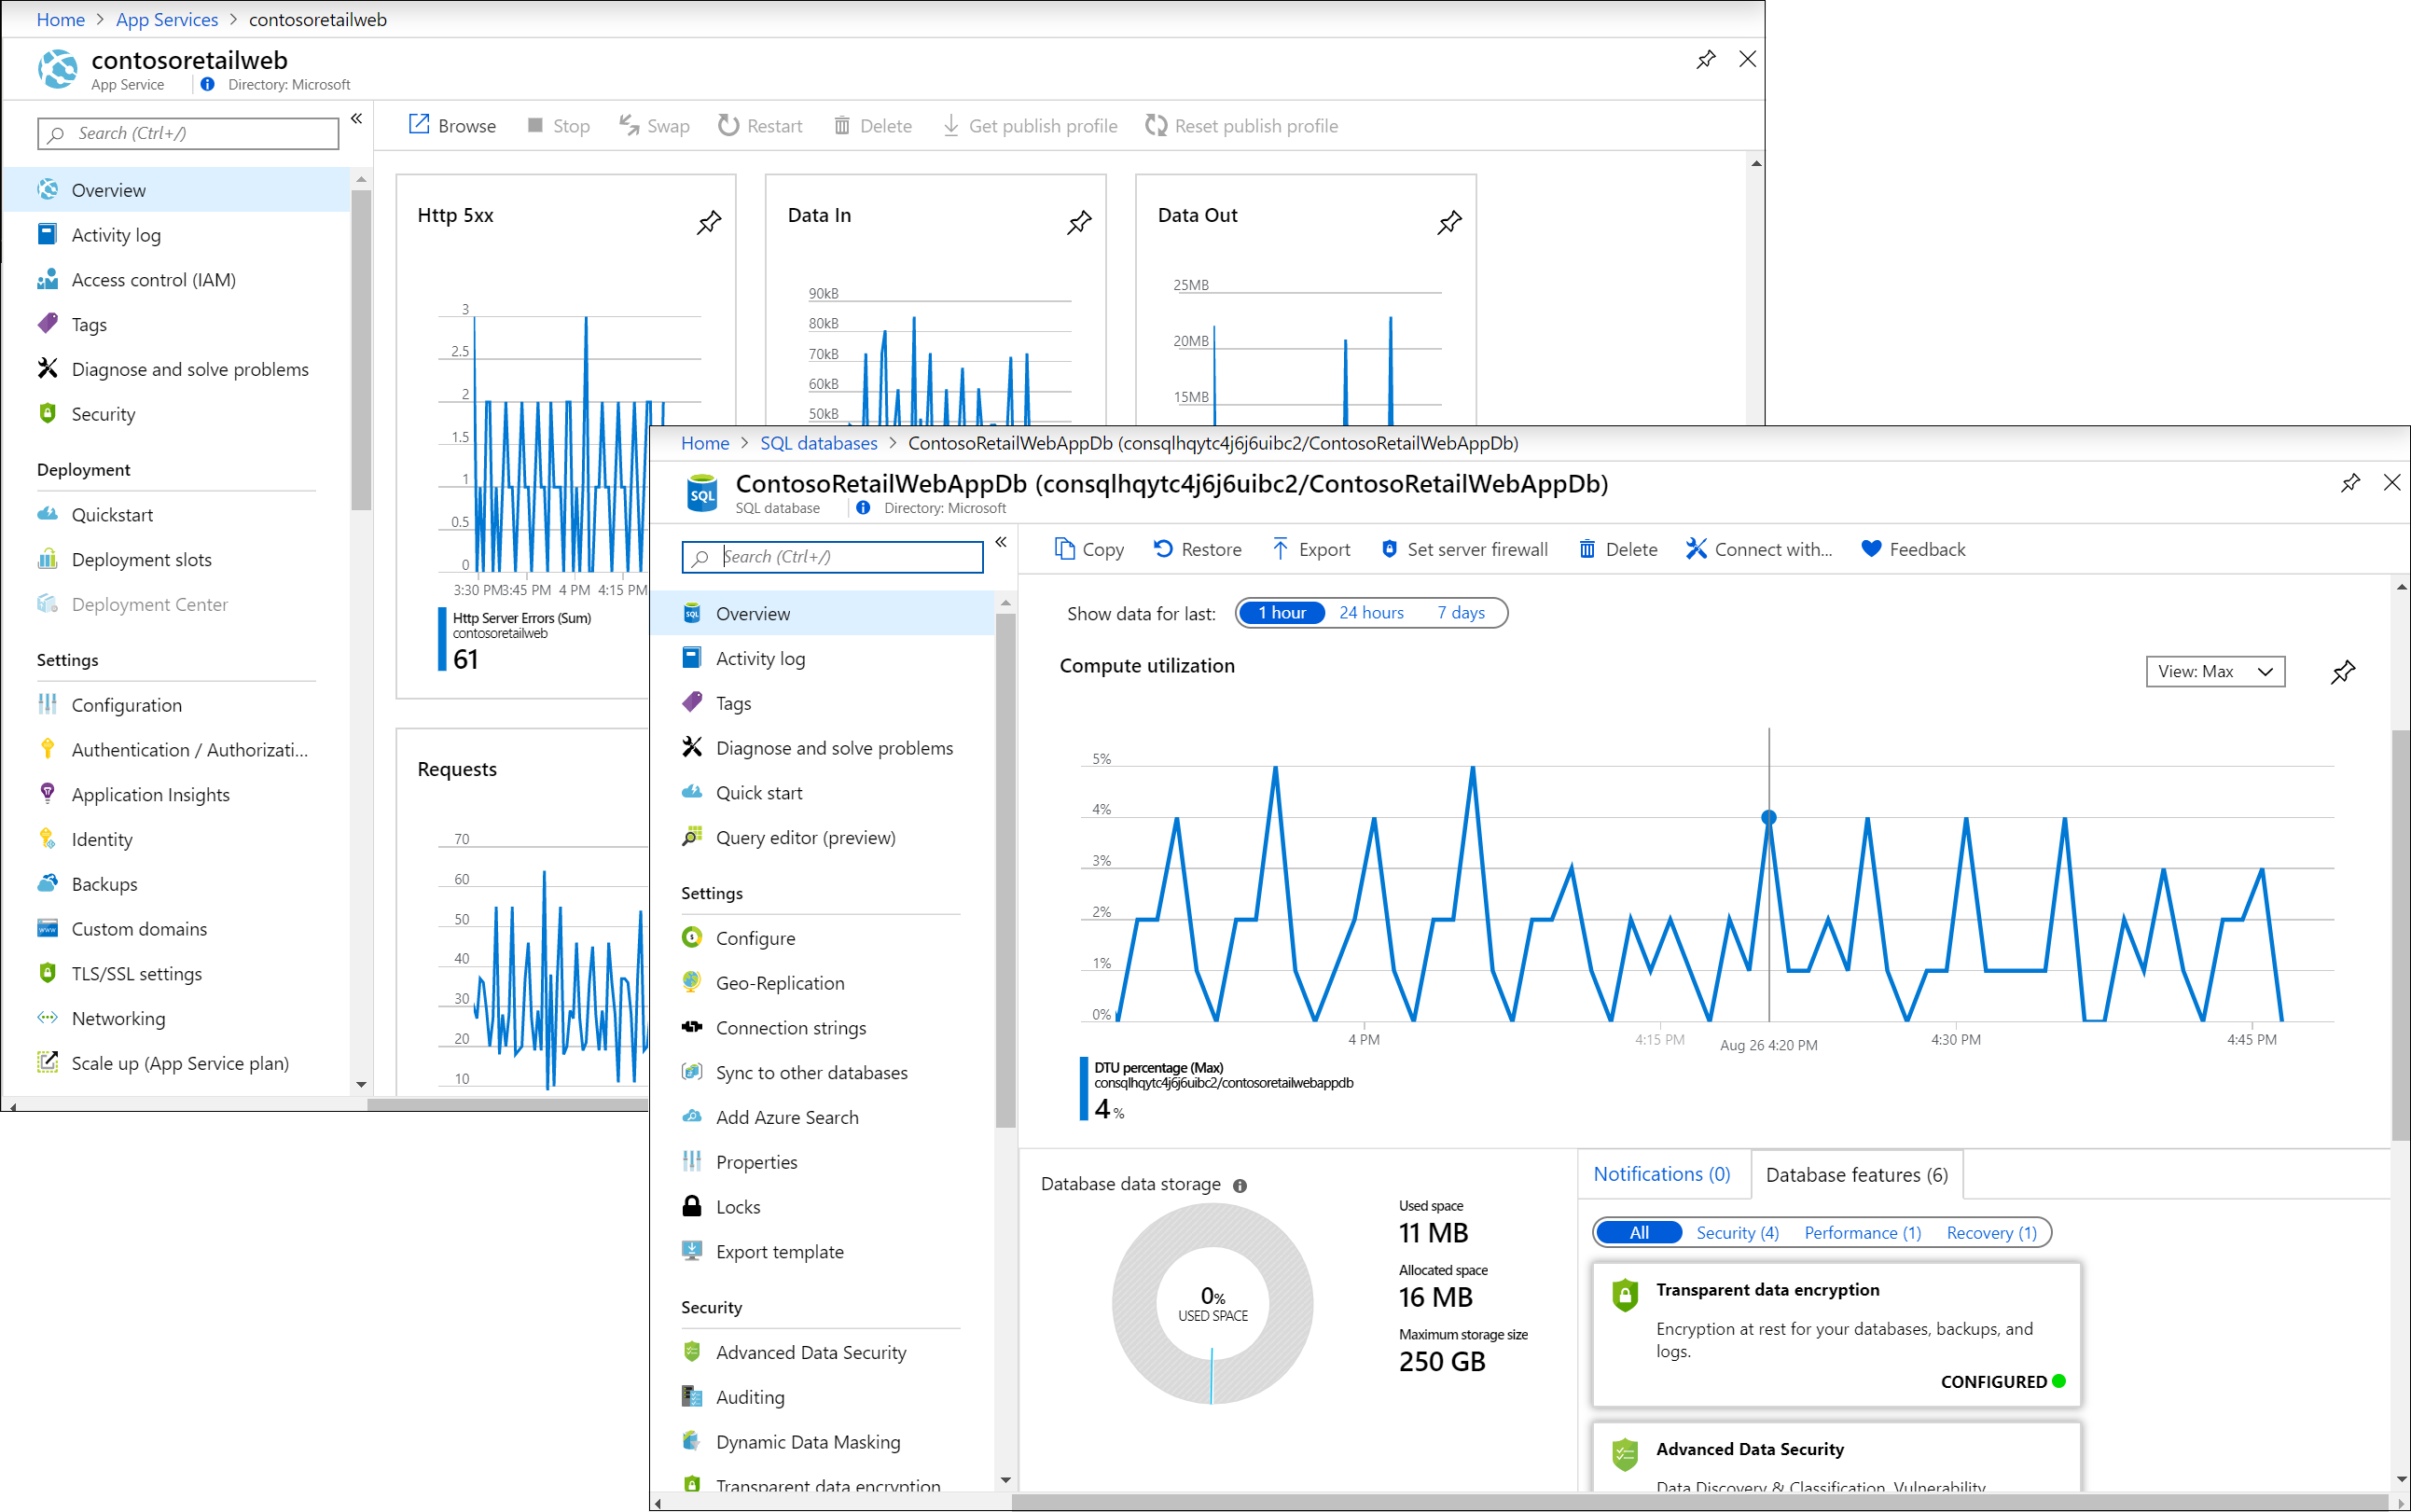 Home > App Services > contosoretailweb
contosoretailweb
App Service
Directory: Microsoft
Search (Ctrl+/)
Browse
Stop
Swap
Restart
Delete
Get publish profile
Reset publish profile
Overview
Activity log
Access control (IAM)
Tags
Diagnose and solve problems
Security
Deployment
Quickstart
Deployment slots
Deployment Center
Settings
Configuration
Authentication / Authorizati...
Application Insights
Identity
Backups
Custom domains
TLS/SSL settings
Networking
Scale up (App Service plan)
Http 5xx
3
2.5
2
1.5
1
0.5
0
3:30 PM
3:45 PM
4 PM
4:15 PM
Http Server Errors (Sum)
contosoretailweb
61
Data In
90kB
80kB
70kB
60kB
50kB
Data Out
25MB
20MB
15MB
Requests
70
60
50
40
30
20
10
Home > SQL databases > ContosoRetailWebAppDb (consqlhqytc4j6j6uibc2/ContosoRetailWebAppDb)
ContosoRetailWebAppDb (consqlhqytc4j6j6uibc2/ContosoRetailWebAppDb)
SQL
SQL database
Directory: Microsoft
Search (Ctrl+/)
Copy
Restore
Export
Set server firewall
Delete
Connect with...
Feedback
Overview
Activity log
Tags
Diagnose and solve problems
Quick start
Query editor (preview)
Settings
Configure
Geo-Replication
Connection strings
Sync to other databases
Add Azure Search
Properties
Locks
Export template
Security
Advanced Data Security
Auditing
Dynamic Data Masking
Transparent data encryption
Show data for last:
1 hour
24 hours
7 days
Compute utilization
View: Max
5%
4%
3%
2%
1%
0%
4 PM
4:15 PM
Aug 26 4:20 PM
4:30 PM
4:45 PM
DTU percentage (Max)
consqlhqytc4j6j6uibc2/contosoretailwebappdb
4 %
Database data storage
0%
USED SPACE
Used space
11 MB
Allocated space
16 MB
Maximum storage size
250 GB
Notifications (0)
Database features (6)
All
Security (4)
Performance (1)
Recovery (1)
Transparent data encryption
Encryption at rest for your databases, backups, and
logs.
CONFIGURED
Advanced Data Security
Data Discovery & Classification, Vulnerability